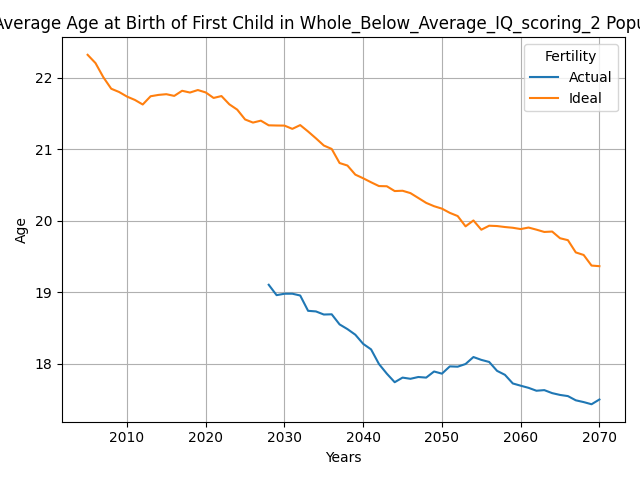 Average Age at Birth of First Child in Whole_Below_Average_IQ_scoring_2 Popu
Fertility
Actual
Ideal
22
21
20
19
18
Age
2010 2020 2030 2040 2050 2060 2070
Years